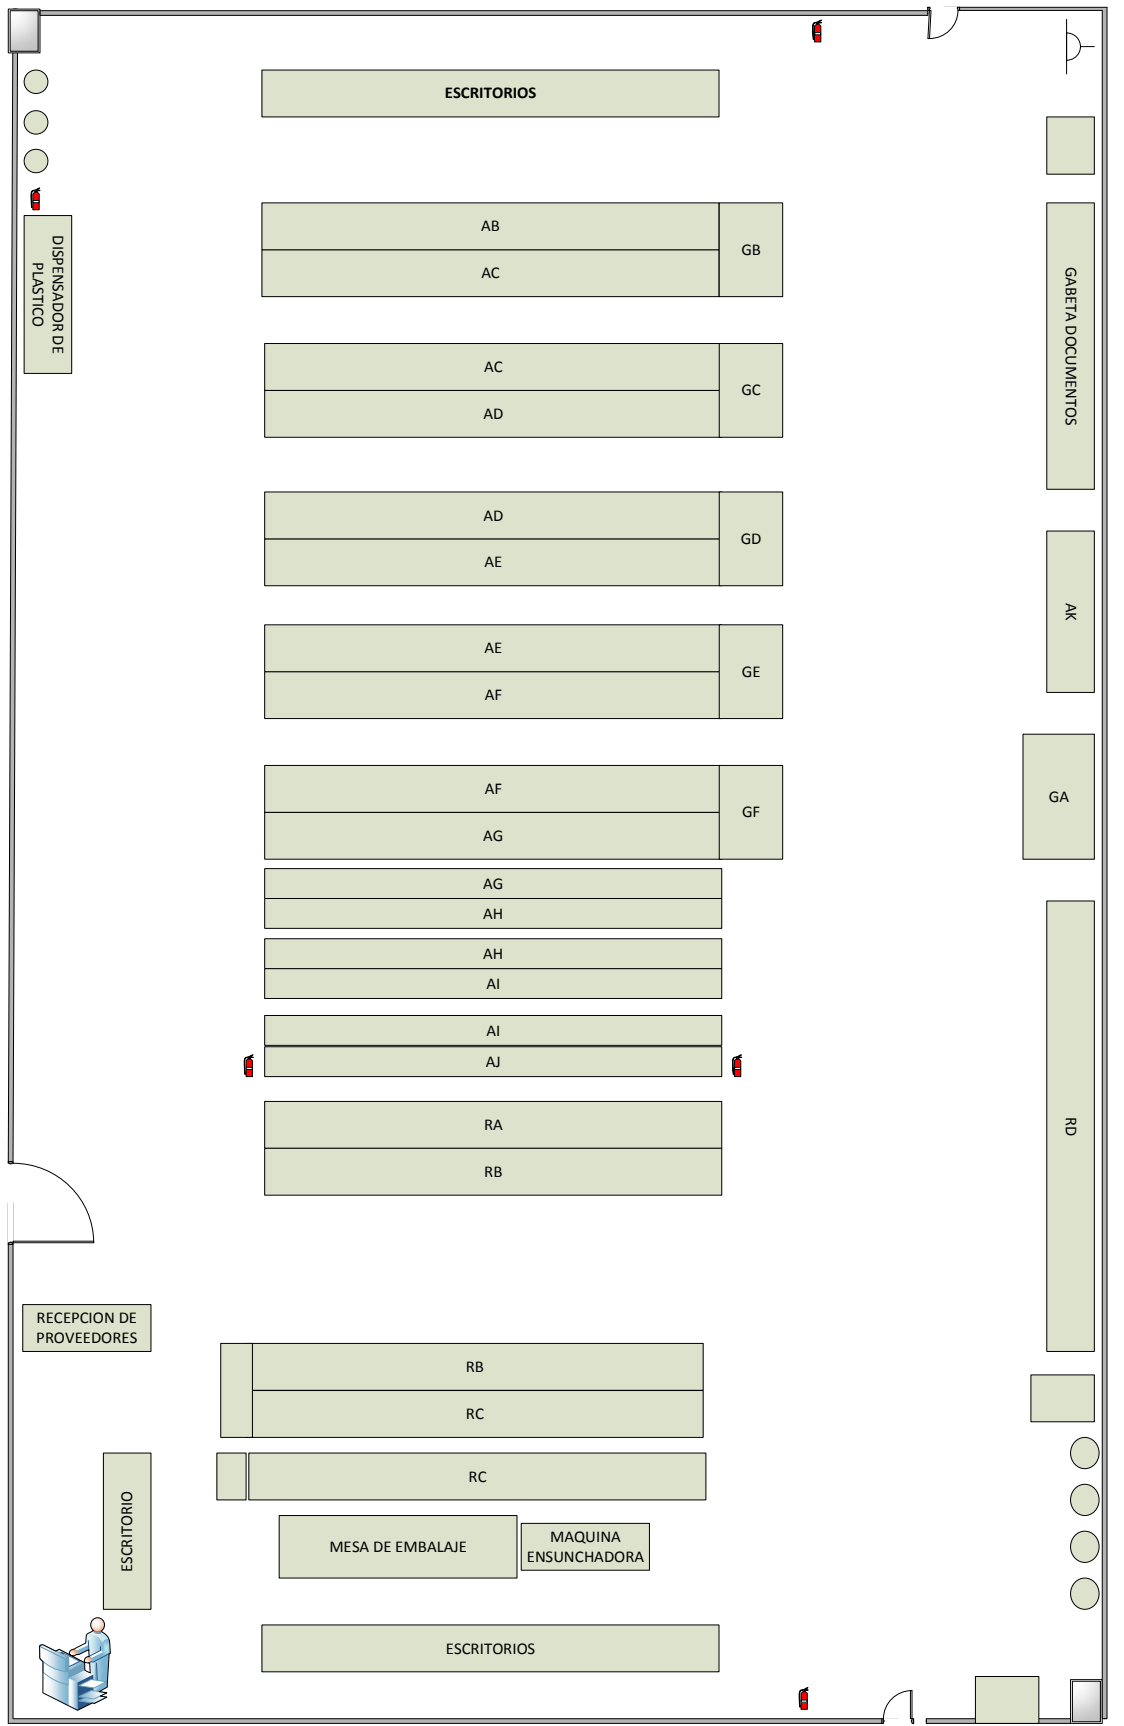 ESCRITORIOS
AB
AC
GB
DISPENSADOR DE
PLASTICO
GABETA DOCUMENTOS
AC
AD
GC
AD
AE
GD
AK
AE
AF
GE
AF
AG
GF
GA
AG
AH
AH
AI
AI
AJ
RA
RB
RD
RECEPCION DE
PROVEEDORES
RB
RC
RC
ESCRITORIO
MESA DE EMBALAJE
MAQUINA
ENSUNCHADORA
ESCRITORIOS